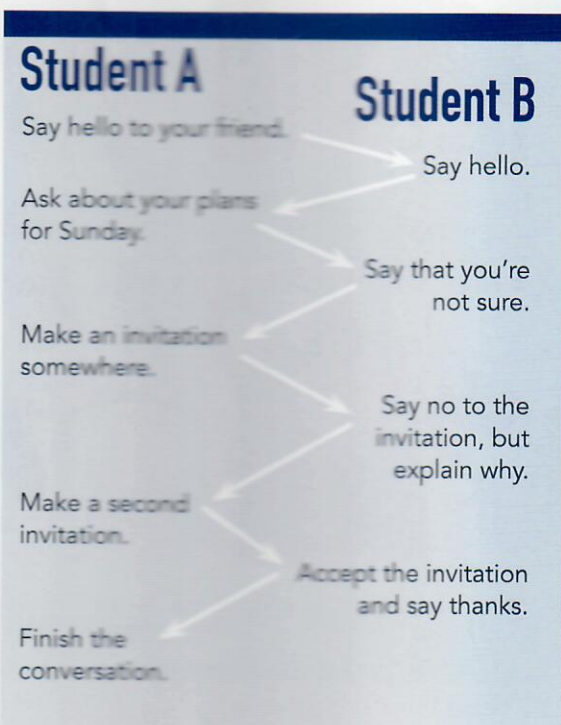 Student A
Student B
Say hello to your friend.
Say hello.
Ask about your plans
for Sunday.
Say that you're
not sure.
Make an invitation
somewhere.
Say no to the
invitation, but
explain why.
Make a second
invitation.
Accept the invitation
and say thanks.
Finish the
conversation.